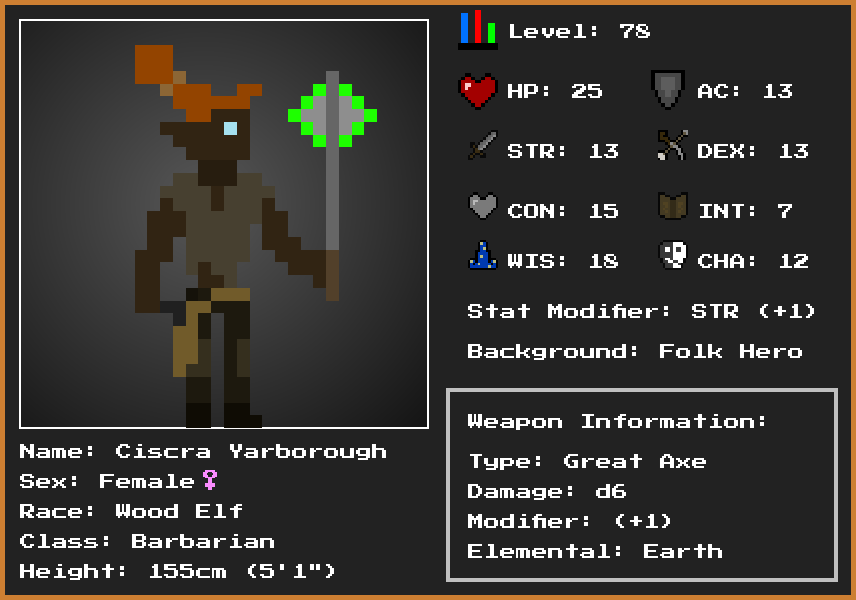 Level: 78
HP: 25 AC: 13
STR: 13 DEX: 13
CON: 15 INT: 7
WIS: 18 CHA: 12
Stat Modifier: STR (+1)
Background: Folk Hero
Weapon Information:
Type: Great Axe
Damage: d6
Modifier: (+1)
Elemental: Earth
Name: Ciscra Yarborough
Sex: Female♀
Race: Wood Elf
Class: Barbarian
Height: 155cm (5'1")